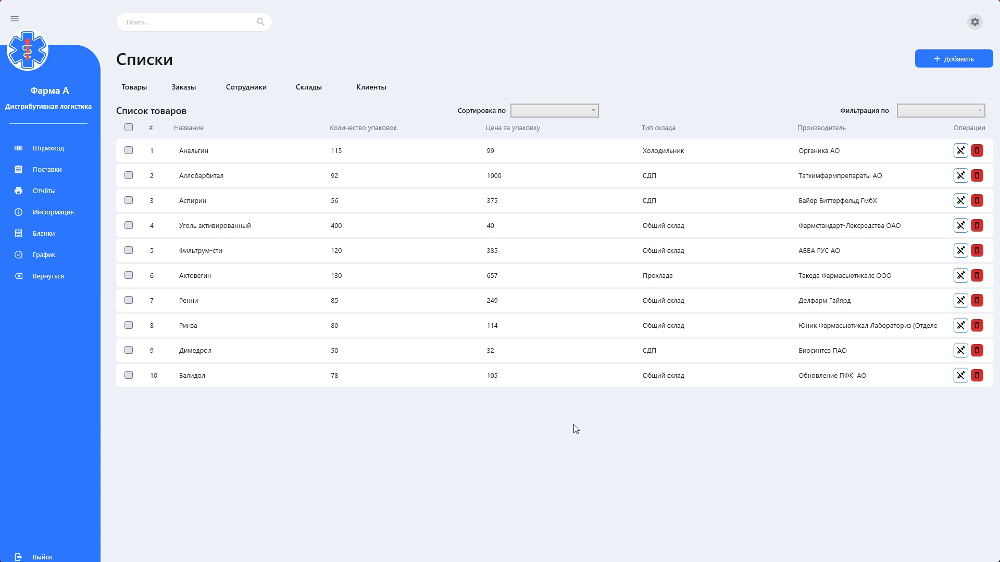 Поиск...
Фарма А
Дистрибутивная логистика
Штрихкод
Поставки
Отчёты
Информация
Бланки
График
Вернуться
Выйти
Списки
+ Добавить
Товары Заказы Сотрудники Склады Клиенты
Список товаров Сортировка по Фильтрация по
# Название Количество упаковок Цена за упаковку Тип склада Производитель Операции
1 Анальгин 115 99 Холодильник Органика АО
2 Аллобарбитал 92 1000 СДП Татхимфармпрепараты АО
3 Аспирин 56 375 СДП Байер Биттерфельд ГмбХ
4 Уголь активированный 400 40 Общий склад Фармстандарт-Лексредства ОАО
5 Фильтрум-сти 120 385 Общий склад АВВА РУС АО
6 Актовегин 130 657 Прохлада Такеда Фармасьютикалс ООО
7 Ренни 85 249 Общий склад Делфарм Гайярд
8 Ринза 80 114 Общий склад Юник Фармасьютикал Лабораториз (Отделе
9 Димедрол 50 32 СДП Биосинтез ПАО
10 Валидол 78 105 Общий склад Обновление ПФК АО